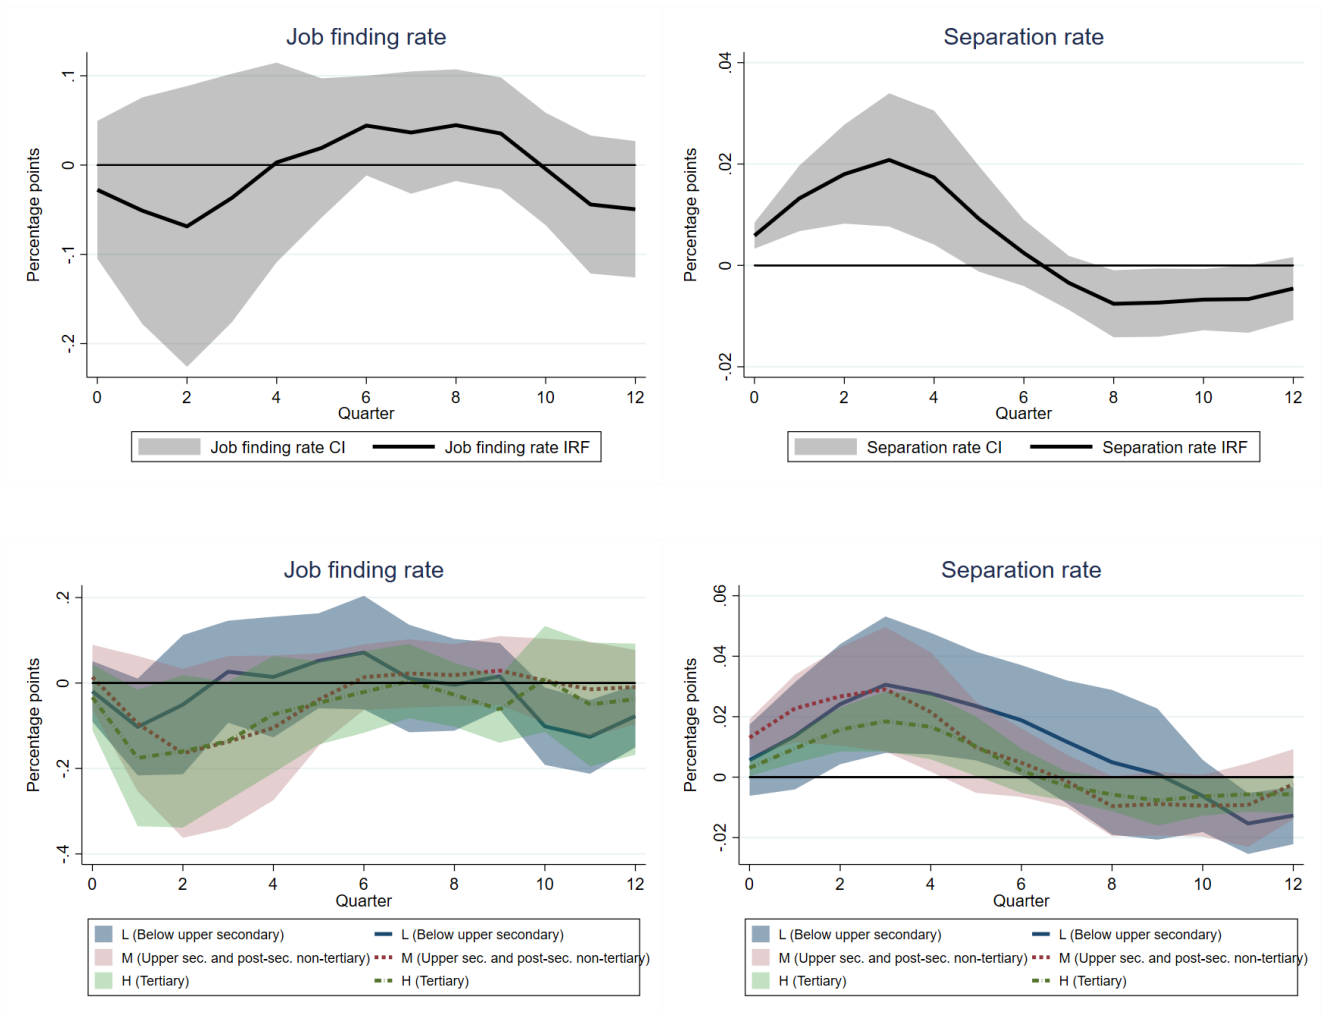 Job finding rate
Percentage points
.1
0
-.1
-.2
0 2 4 6 8 10 12
Quarter
Job finding rate CI Job finding rate IRF
Separation rate
Percentage points
.04
.02
0
-.02
0 2 4 6 8 10 12
Quarter
Separation rate CI Separation rate IRF
Job finding rate
Percentage points
.2
0
-.2
-.4
0 2 4 6 8 10 12
Quarter
L (Below upper secondary) L (Below upper secondary)
M (Upper sec. and post-sec. non-tertiary) M (Upper sec. and post-sec. non-tertiary)
H (Tertiary) H (Tertiary)
Separation rate
Percentage points
.06
.04
.02
0
-.02
0 2 4 6 8 10 12
Quarter
L (Below upper secondary) L (Below upper secondary)
M (Upper sec. and post-sec. non-tertiary) M (Upper sec. and post-sec. non-tertiary)
H (Tertiary) H (Tertiary)